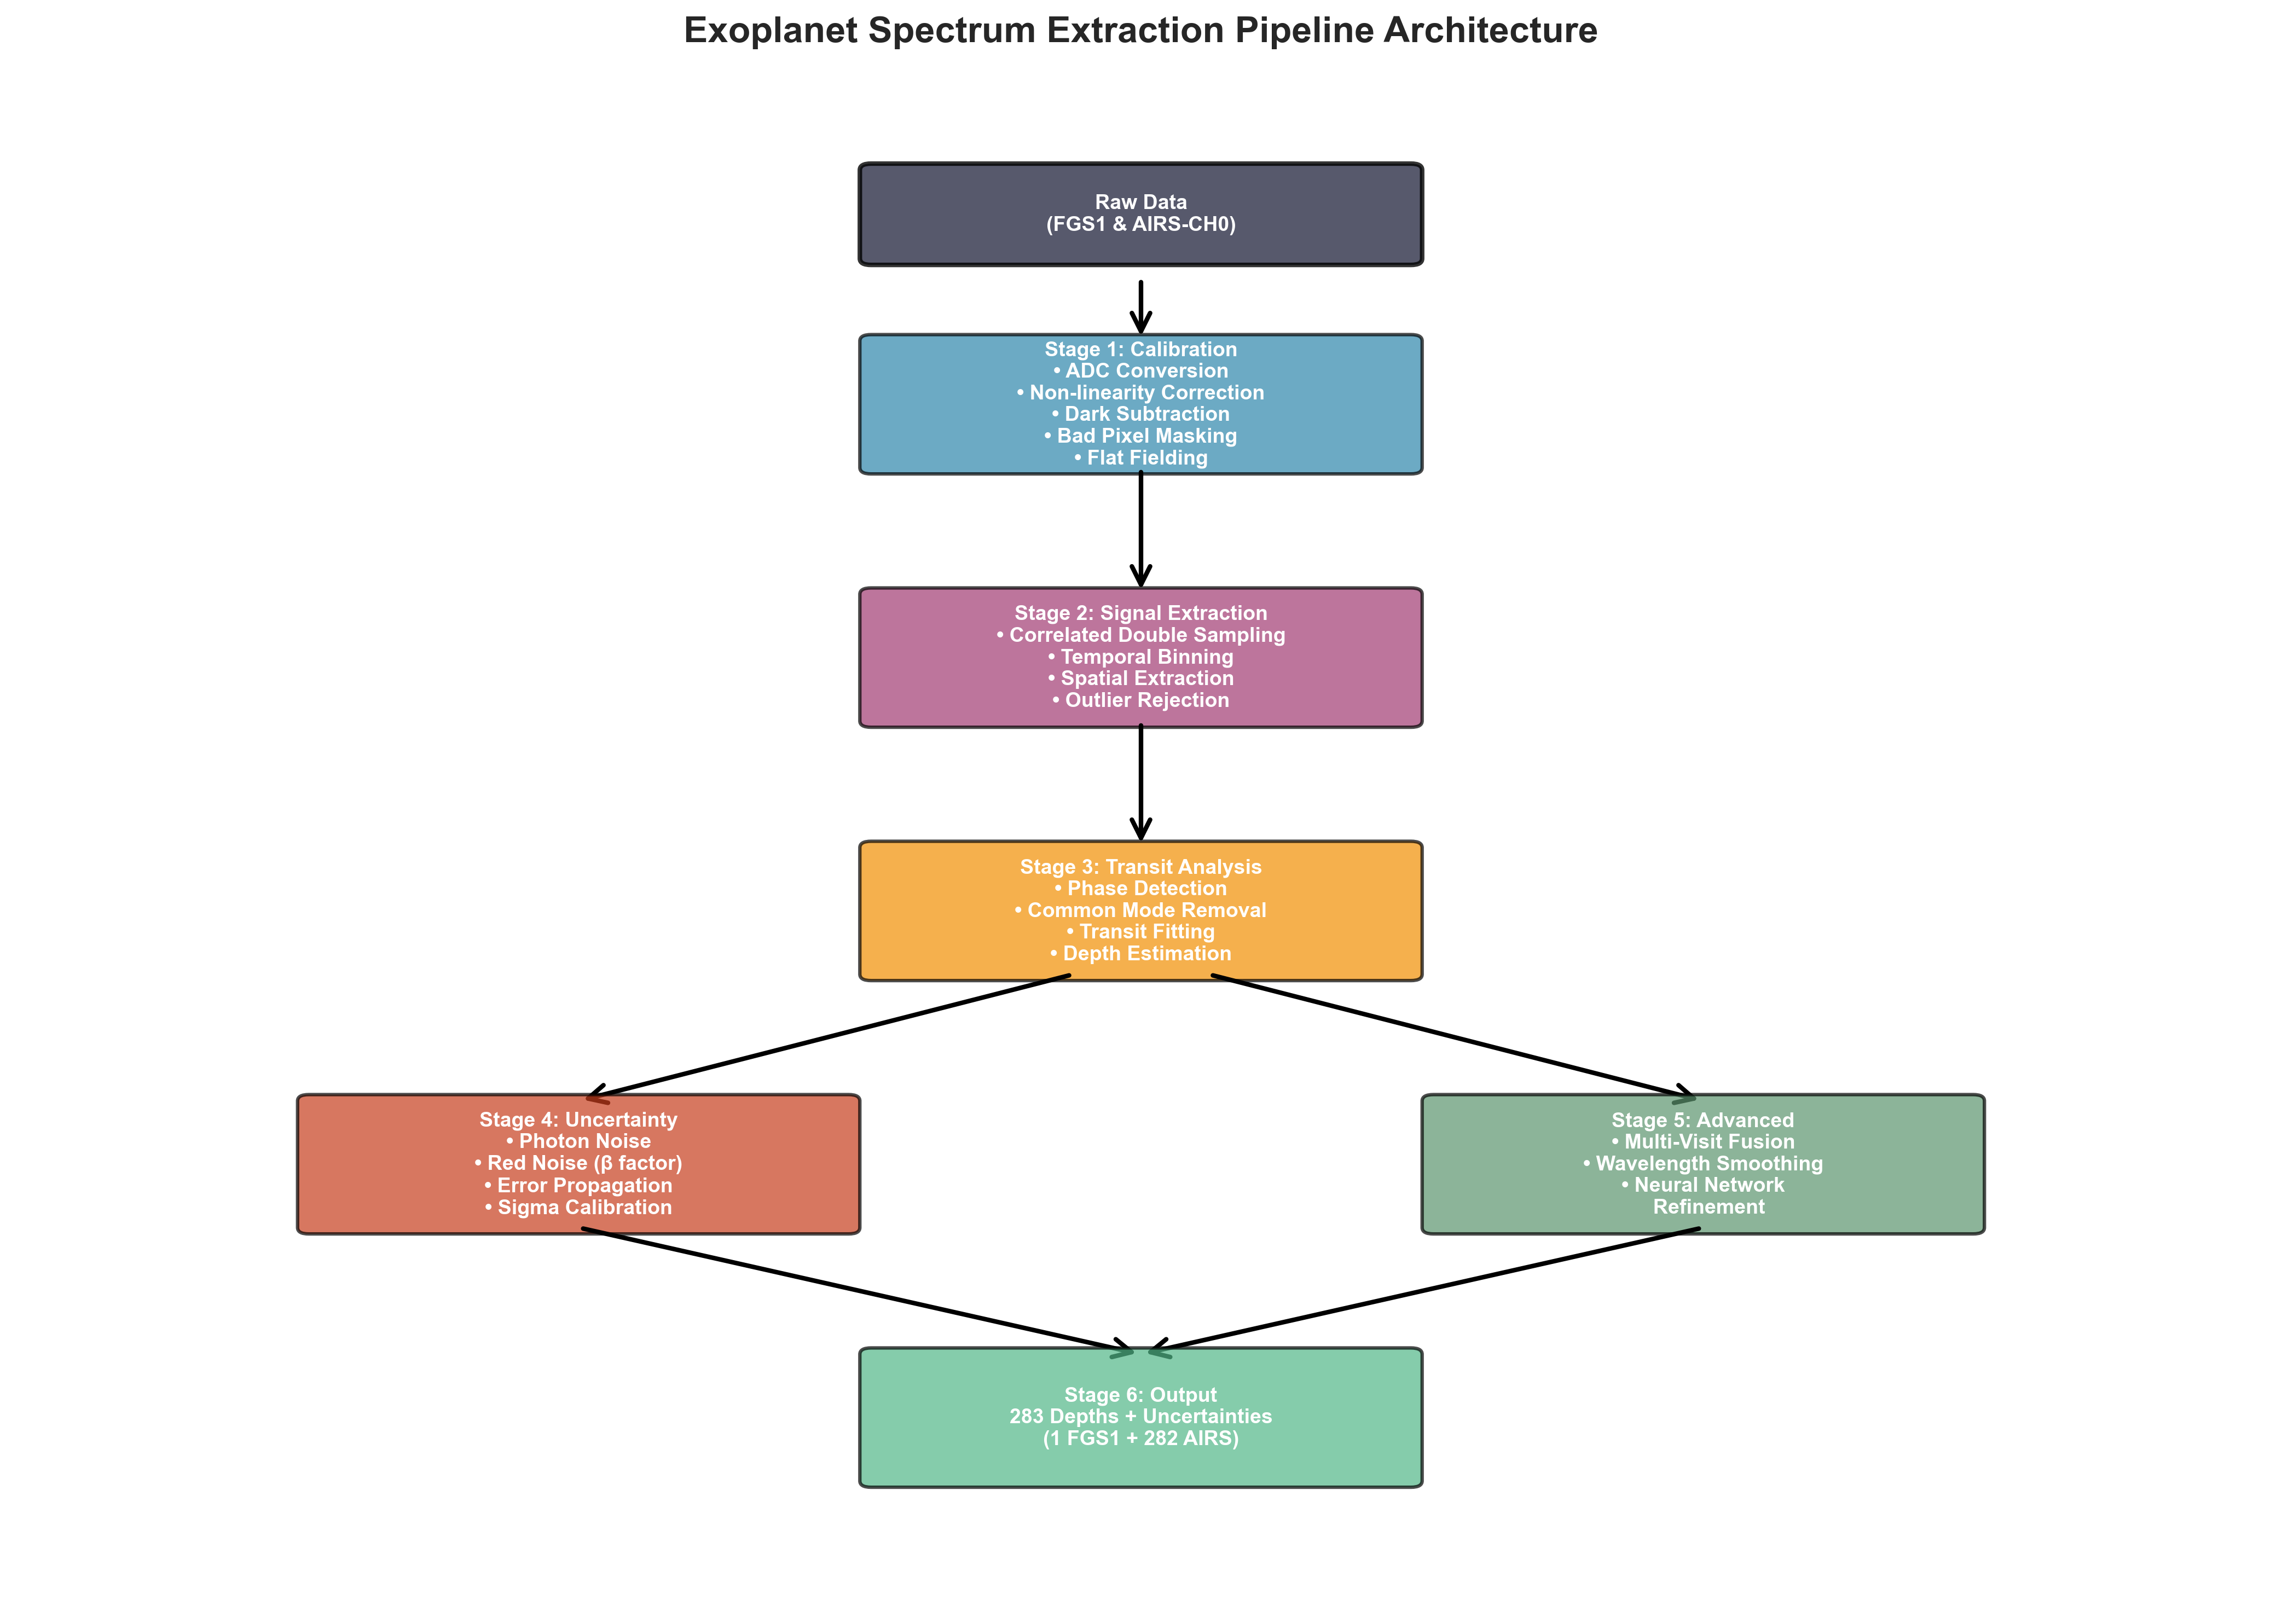 Exoplanet Spectrum Extraction Pipeline Architecture
Raw Data
(FGS1 & AIRS-CH0)
Stage 1: Calibration
• ADC Conversion
• Non-linearity Correction
• Dark Subtraction
• Bad Pixel Masking
• Flat Fielding
Stage 2: Signal Extraction
• Correlated Double Sampling
• Temporal Binning
• Spatial Extraction
• Outlier Rejection
Stage 3: Transit Analysis
• Phase Detection
• Common Mode Removal
• Transit Fitting
• Depth Estimation
Stage 4: Uncertainty
• Photon Noise
• Red Noise (β factor)
• Error Propagation
• Sigma Calibration
Stage 5: Advanced
• Multi-Visit Fusion
• Wavelength Smoothing
• Neural Network
Refinement
Stage 6: Output
283 Depths + Uncertainties
(1 FGS1 + 282 AIRS)